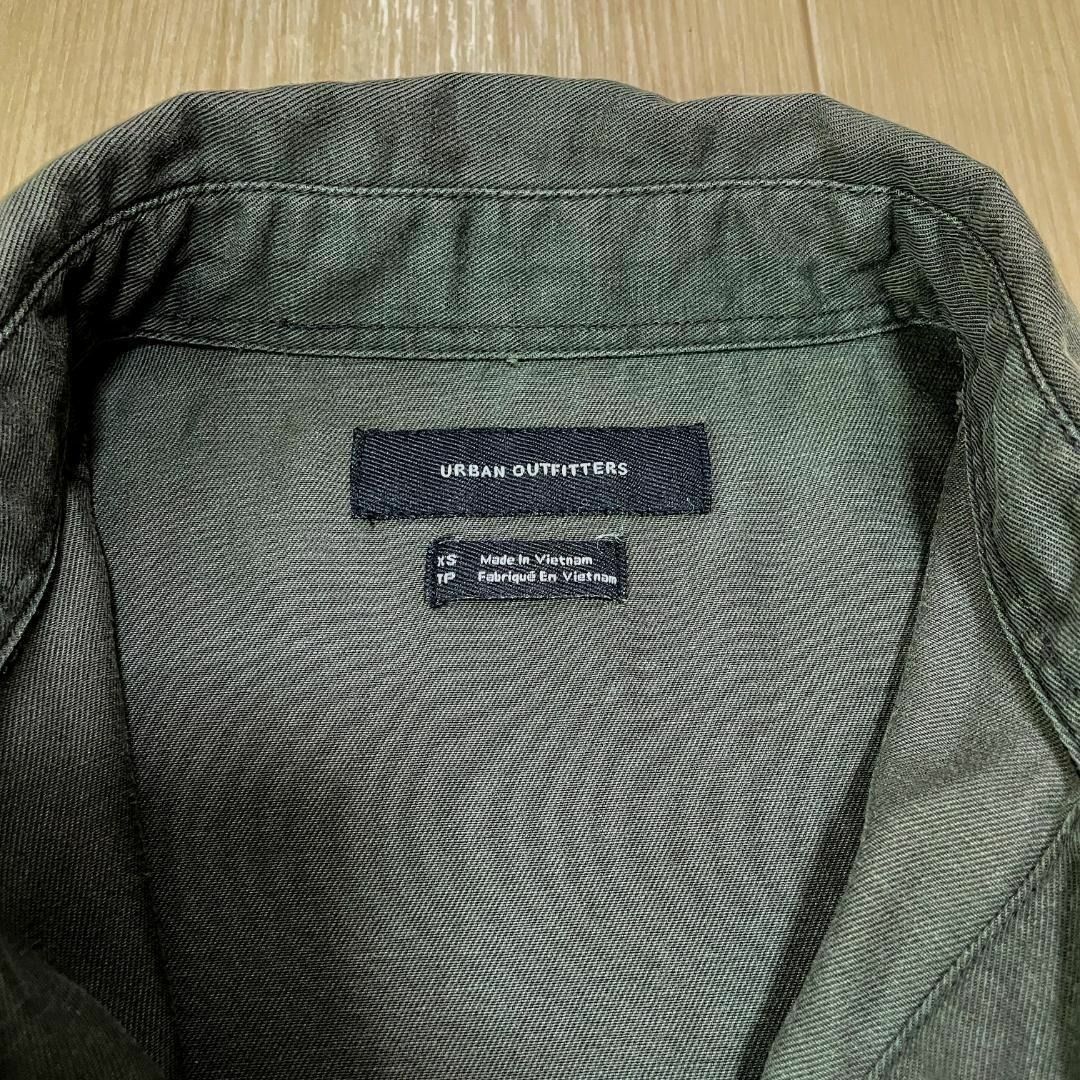 URBAN OUTFITTERS
XS Made In Vietnam
TP Fabriqué En Vietnam